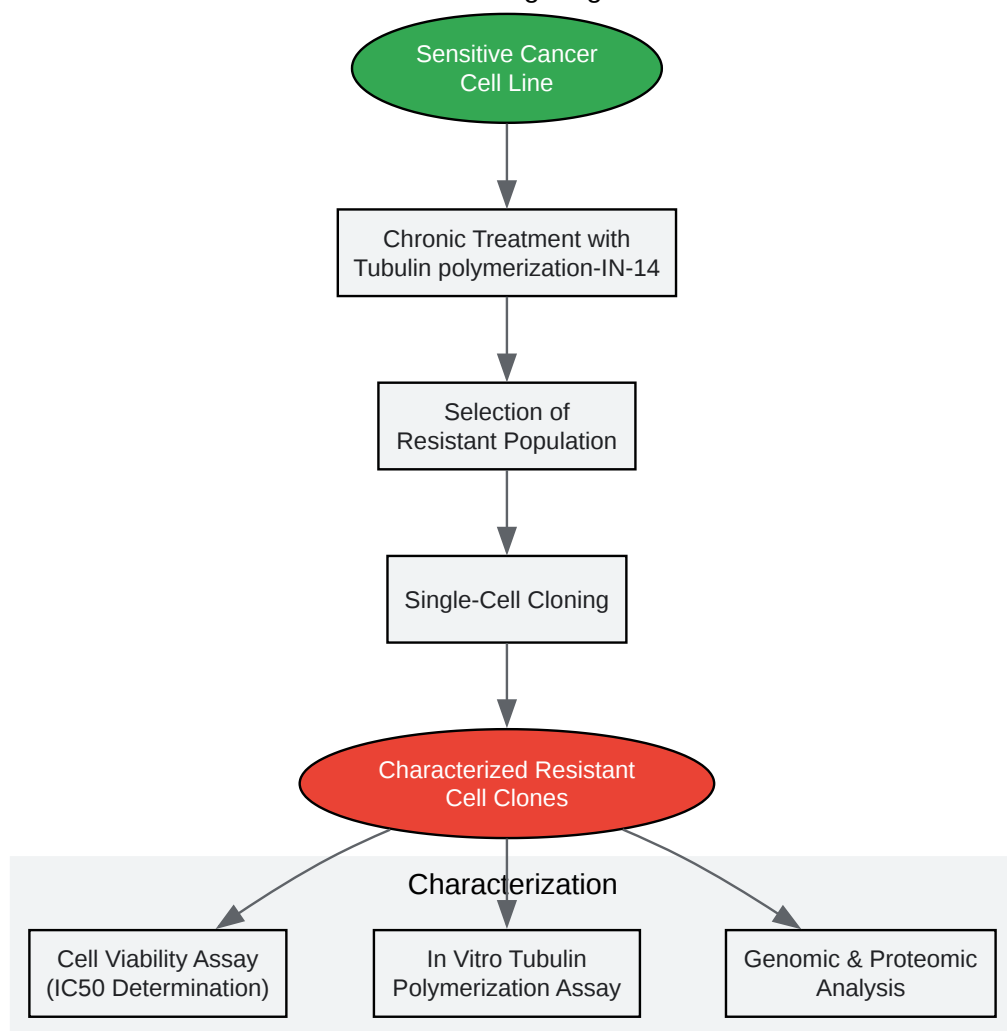 Sensitive Cancer
Cell Line
Chronic Treatment with
Tubulin polymerization-IN-14
Selection of
Resistant Population
Single-Cell Cloning
Characterized Resistant
Cell Clones
Characterization
Cell Viability Assay
(IC50 Determination)
In Vitro Tubulin
Polymerization Assay
Genomic & Proteomic
Analysis